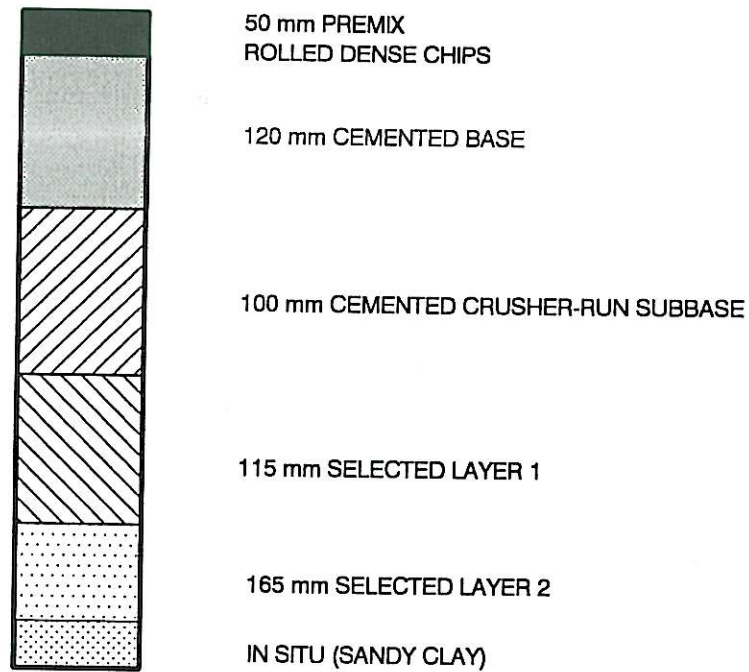 50 mm PREMIX
ROLLED DENSE CHIPS
120 mm CEMENTED BASE
100 mm CEMENTED CRUSHER-RUN SUBBASE
115 mm SELECTED LAYER 1
165 mm SELECTED LAYER 2
IN SITU (SANDY CLAY)